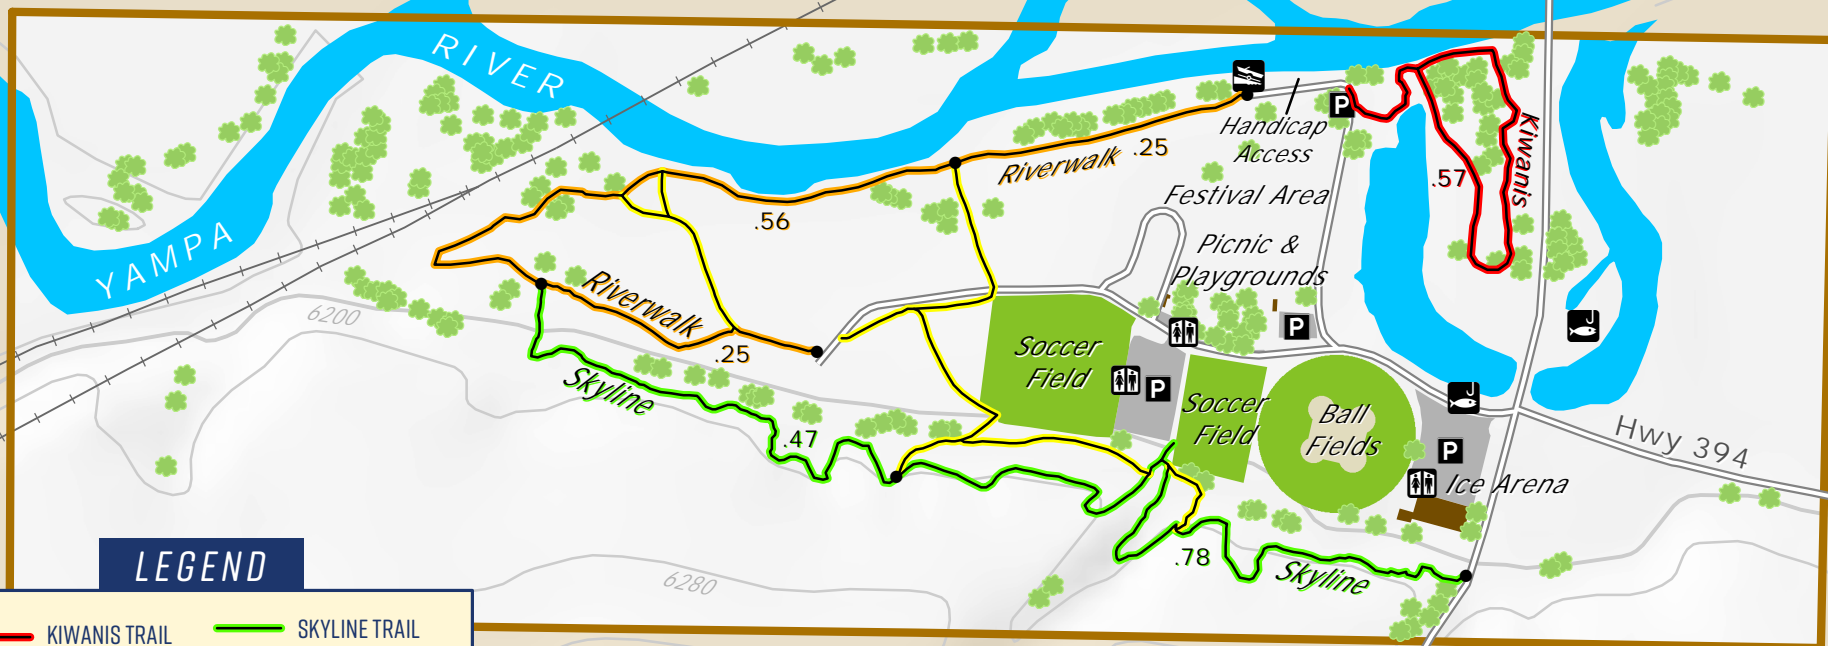 RIVER
YAMPA
Handicap
Access
Riverwalk
.25
Kiwanis
.57
Festival Area
.56
Picnic &
Playgrounds
Riverwalk
.25
6200
Soccer
Field
P
P
P
P
Skyline
Soccer
Field
Ball
Fields
.47
Hwy 394
Ice Arena
.78
Skyline
6280
LEGEND
KIWANIS TRAIL
SKYLINE TRAIL